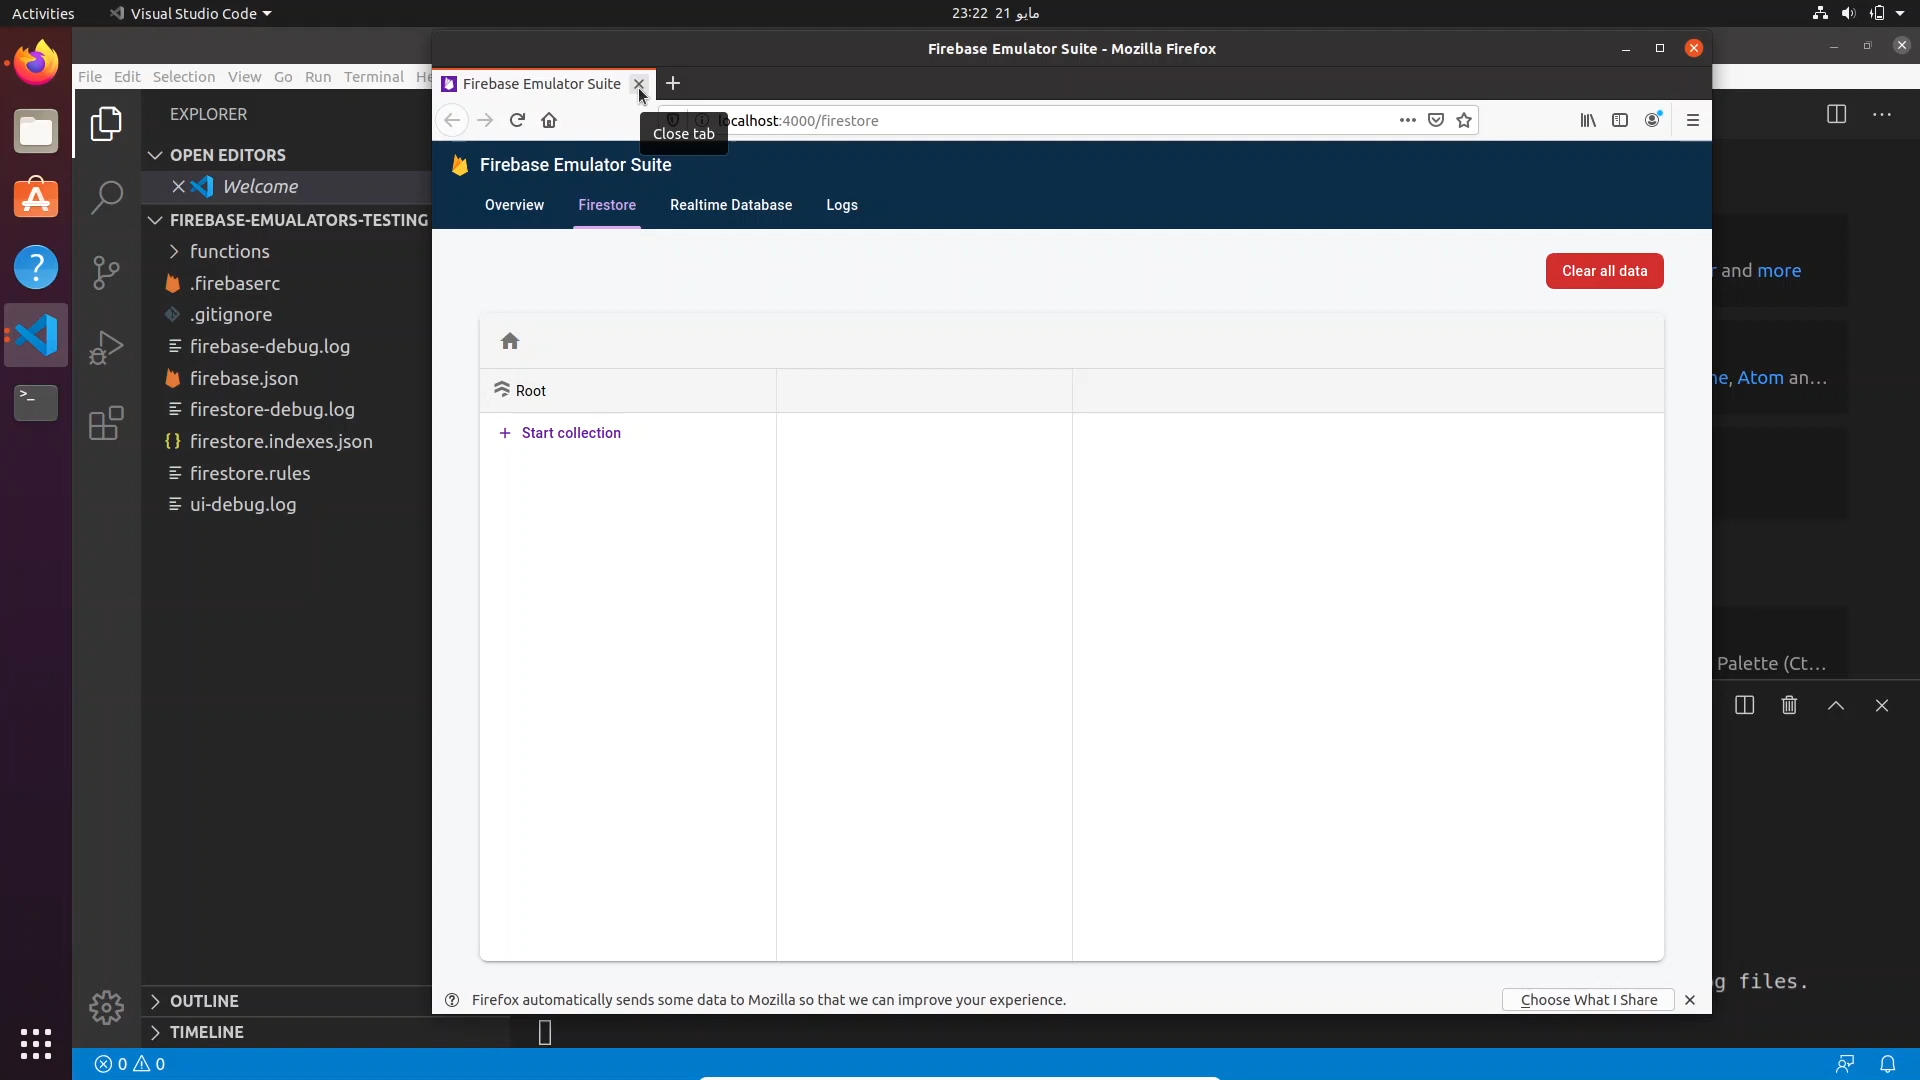 Activities
Visual Studio Code
23:22 21 مايو
Firebase Emulator Suite - Mozilla Firefox
File Edit Selection View Go Run Terminal He
Firebase Emulator Suite
localhost:4000/firestore
Close tab
EXPLORER
OPEN EDITORS
Welcome
FIREBASE-EMUALATORS-TESTING
functions
.firebaserc
.gitignore
firebase-debug.log
firebase.json
firestore-debug.log
firestore.indexes.json
firestore.rules
ui-debug.log
OUTLINE
TIMELINE
0 0
Firebase Emulator Suite
Overview Firestore Realtime Database Logs
Clear all data
Root
Start collection
Firefox automatically sends some data to Mozilla so that we can improve your experience.
Choose What I Share
r and more
ne, Atom an...
Palette (Ct...
g files.